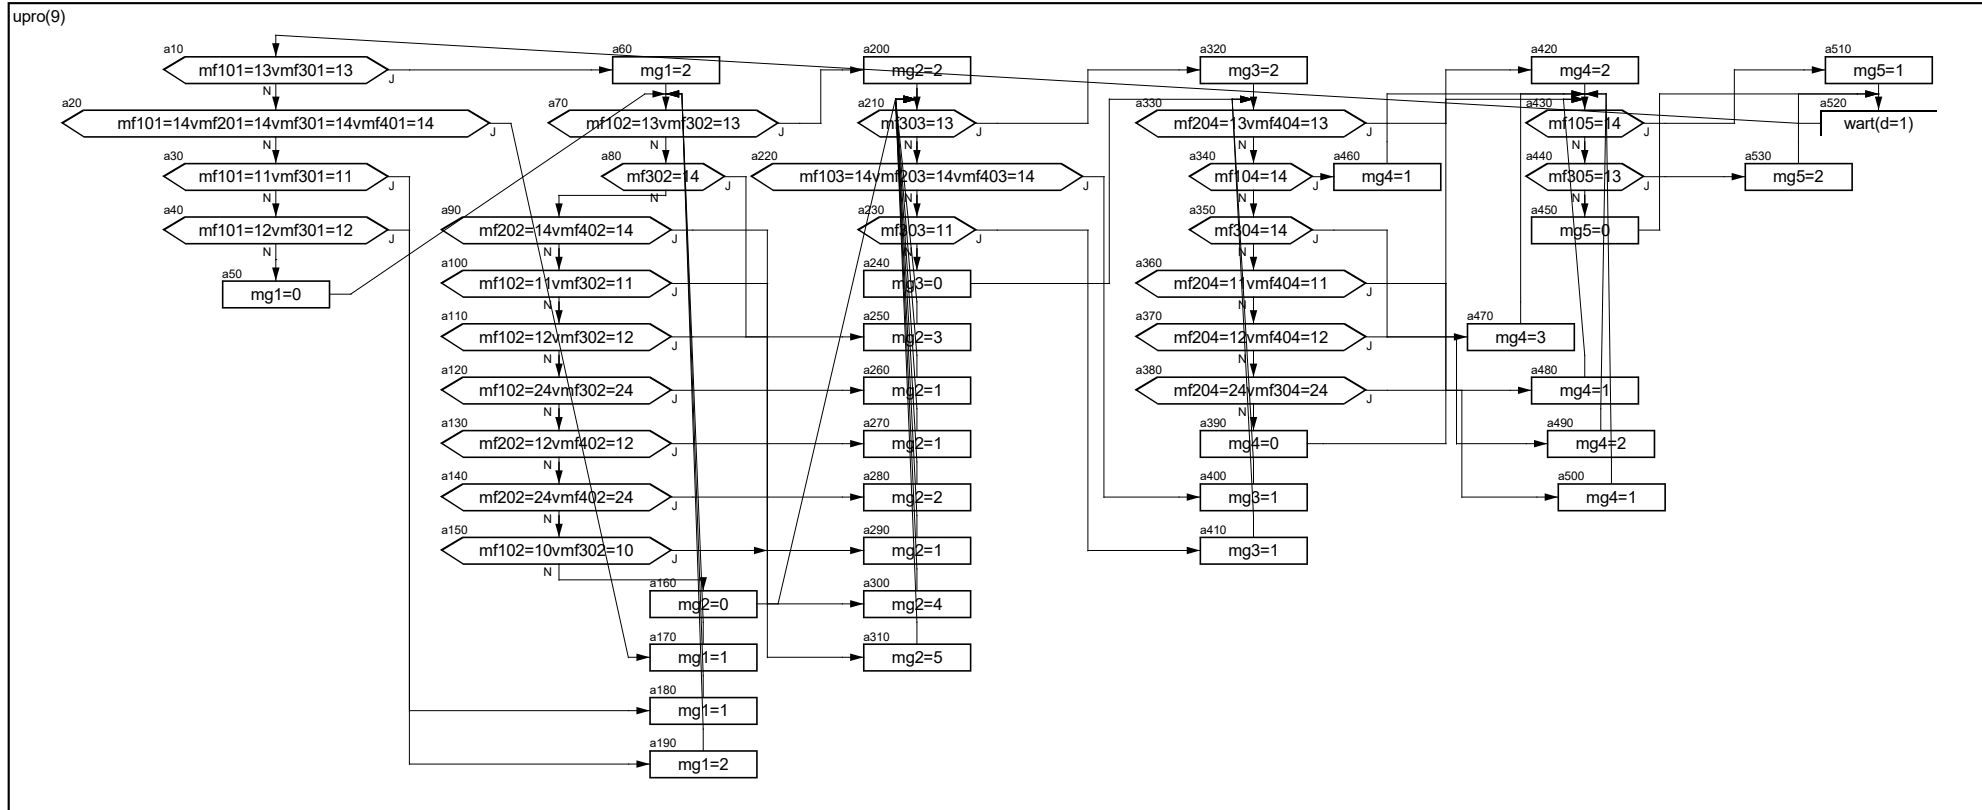 upro(9)
a10
mf101=13vmf301=13
J
N
a20
mf101=14vmf201=14vmf301=14vmf401=14
J
N
a30
mf101=11vmf301=11
J
N
a40
mf101=12vmf301=12
J
N
a50
mg1=0
a60
mg1=2
a70
mf102=13vmf302=13
J
N
a80
mf302=14
J
N
a90
mf202=14vmf402=14
J
N
a100
mf102=11vmf302=11
J
N
a110
mf102=12vmf302=12
J
N
a120
mf102=24vmf302=24
J
N
a130
mf202=12vmf402=12
J
N
a140
mf202=24vmf402=24
J
N
a150
mf102=10vmf302=10
J
N
a160
mg2=0
a170
mg1=1
a180
mg1=1
a190
mg1=2
a200
mg2=2
a210
mf303=13
J
N
a220
mf103=14vmf203=14vmf403=14
J
N
a230
mf303=11
J
N
a240
mg3=0
a250
mg2=3
a260
mg2=1
a270
mg2=1
a280
mg2=2
a290
mg2=1
a300
mg2=4
a310
mg2=5
a320
mg3=2
a330
mf204=13vmf404=13
J
N
a340
mf104=14
J
N
a350
mf304=14
J
N
a360
mf204=11vmf404=11
J
N
a370
mf204=12vmf404=12
J
N
a380
mf204=24vmf304=24
J
N
a390
mg4=0
a400
mg3=1
a410
mg3=1
a420
mg4=2
a430
mf105=14
J
N
a440
mf305=13
J
N
a450
mg5=0
a460
mg4=1
a470
mg4=3
a480
mg4=1
a490
mg4=2
a500
mg4=1
a510
mg5=1
a520
wart(d=1)
a530
mg5=2